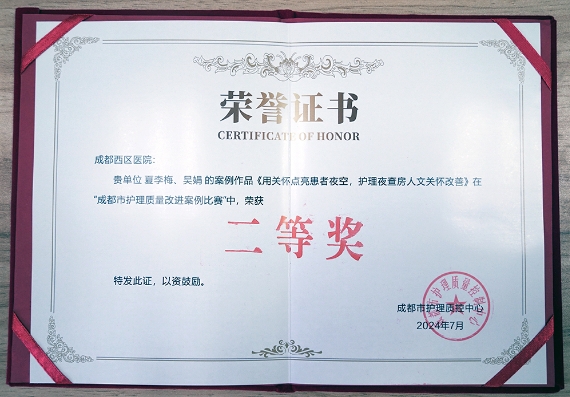 荣誉证书
CERTIFICATE OF HONOR
成都西区医院：
贵单位 夏李梅、吴娟 的案例作品《用关怀点亮患者夜空，护理夜查房人文关怀改善》在
“成都市护理质量改进案例比赛”中，荣获
二等奖
特发此证，以资鼓励。
成都市护理质控中心
2024年7月